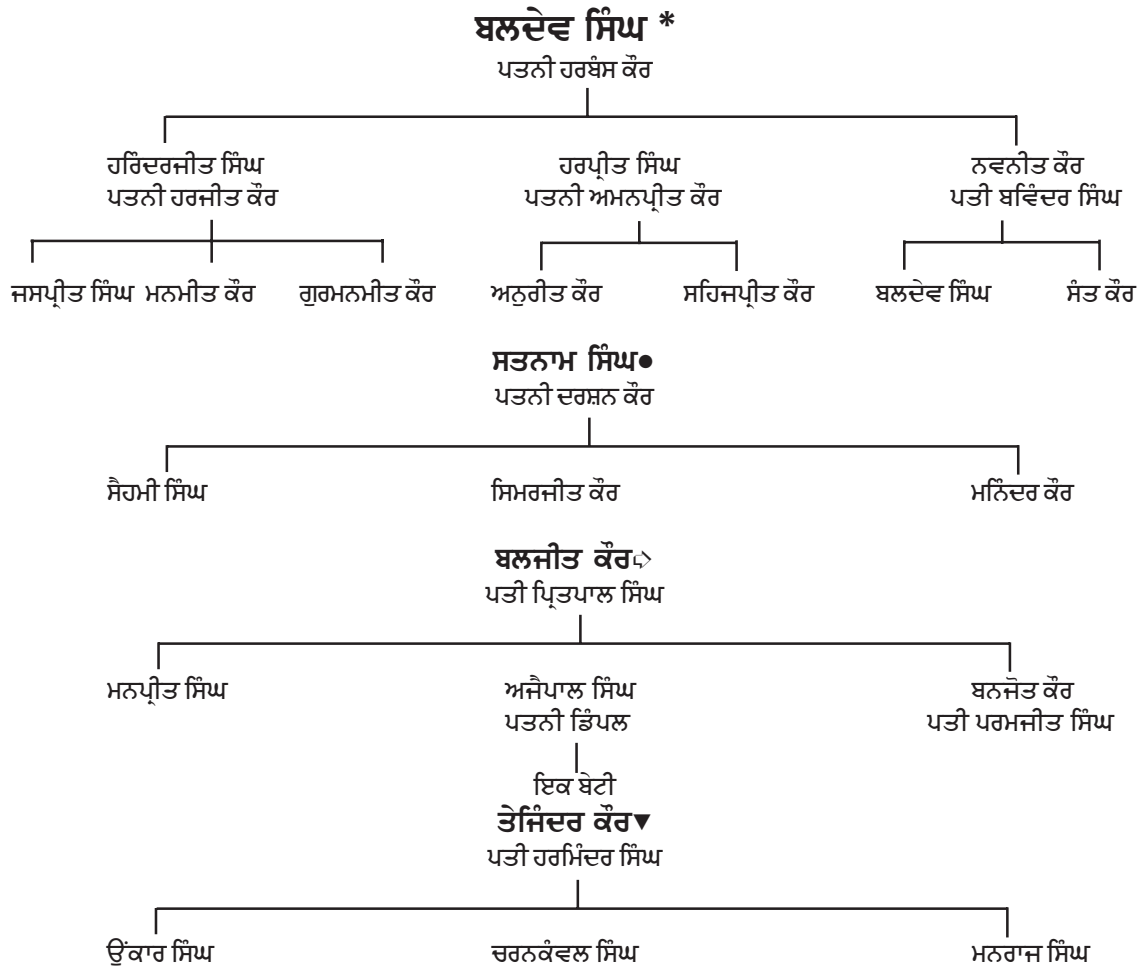 ਬਲਦੇਵ ਸਿੰਘ *
ਪਤਨੀ ਹਰਬੰਸ ਕੌਰ
ਹਰਿੰਦਰਜੀਤ ਸਿੰਘ ਹਰਪ੍ਰੀਤ ਸਿੰਘ ਨਵਨੀਤ ਕੌਰ
ਪਤਨੀ ਹਰਜੀਤ ਕੌਰ ਪਤਨੀ ਅਮਨਪ੍ਰੀਤ ਕੌਰ ਪਤੀ ਬਵਿੰਦਰ ਸਿੰਘ
ਜਸਪ੍ਰੀਤ ਸਿੰਘ ਮਨਮੀਤ ਕੌਰ ਗੁਰਮਨਮੀਤ ਕੌਰ ਅਨੁਰੀਤ ਕੌਰ ਸਹਿਜਪ੍ਰੀਤ ਕੌਰ ਬਲਦੇਵ ਸਿੰਘ ਸੰਤ ਕੌਰ
ਸਤਨਾਮ ਸਿੰਘ●
ਪਤਨੀ ਦਰਸ਼ਨ ਕੌਰ
ਸੈਹਮੀ ਸਿੰਘ ਸਿਮਰਜੀਤ ਕੌਰ ਮਨਿੰਦਰ ਕੌਰ
ਬਲਜੀਤ ਕੌਰ➪
ਪਤੀ ਪ੍ਰਿਤਪਾਲ ਸਿੰਘ
ਮਨਪ੍ਰੀਤ ਸਿੰਘ ਅਜੈਪਾਲ ਸਿੰਘ ਬਨਜੋਤ ਕੌਰ
ਪਤਨੀ ਡਿੰਪਲ ਪਤੀ ਪਰਮਜੀਤ ਸਿੰਘ
ਇਕ ਬੇਟੀ
ਤੇਜਿੰਦਰ ਕੌਰ▼
ਪਤੀ ਹਰਮਿੰਦਰ ਸਿੰਘ
ਉਂਕਾਰ ਸਿੰਘ ਚਰਨਕੰਵਲ ਸਿੰਘ ਮਨਰਾਜ ਸਿੰਘ